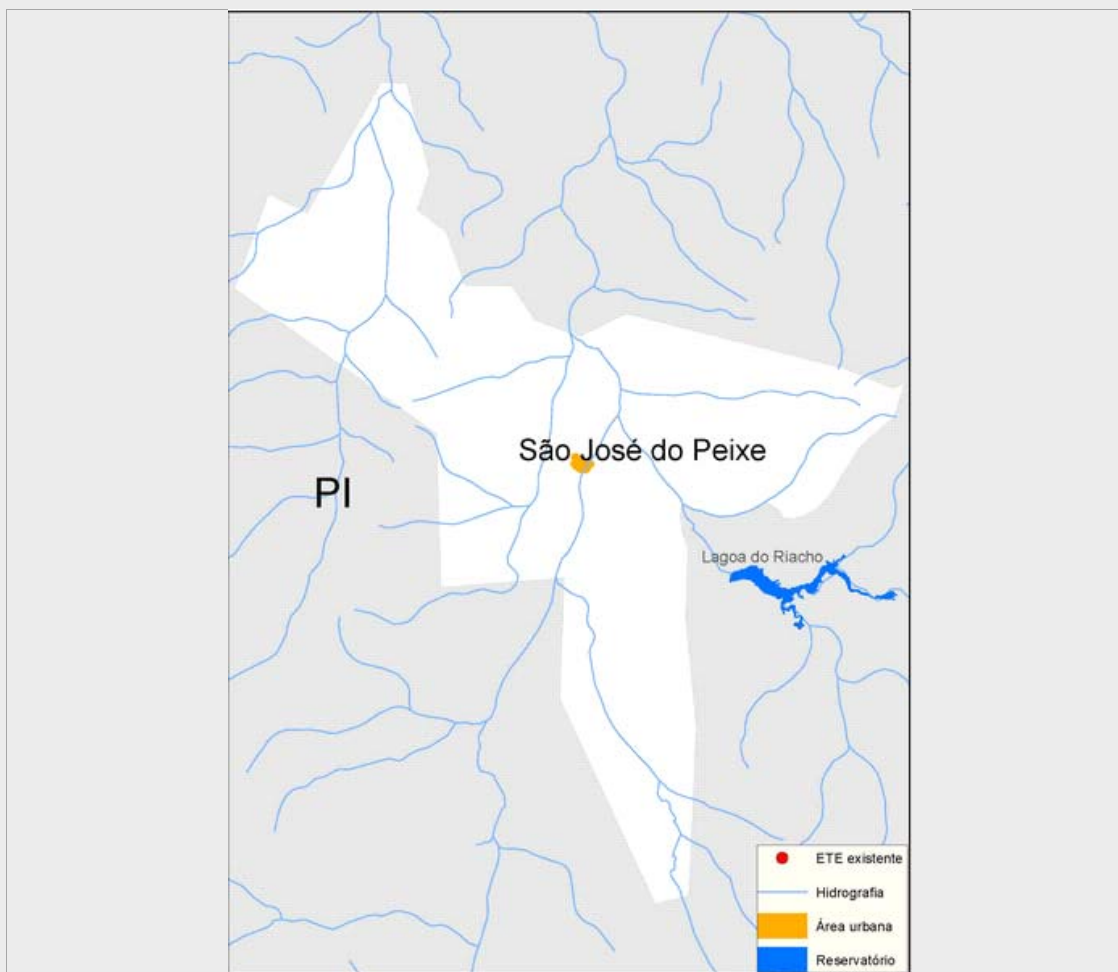 São José do Peixe
PI
Lagoa do Riacho
ETE existente
Hidrografia
Área urbana
Reservatório